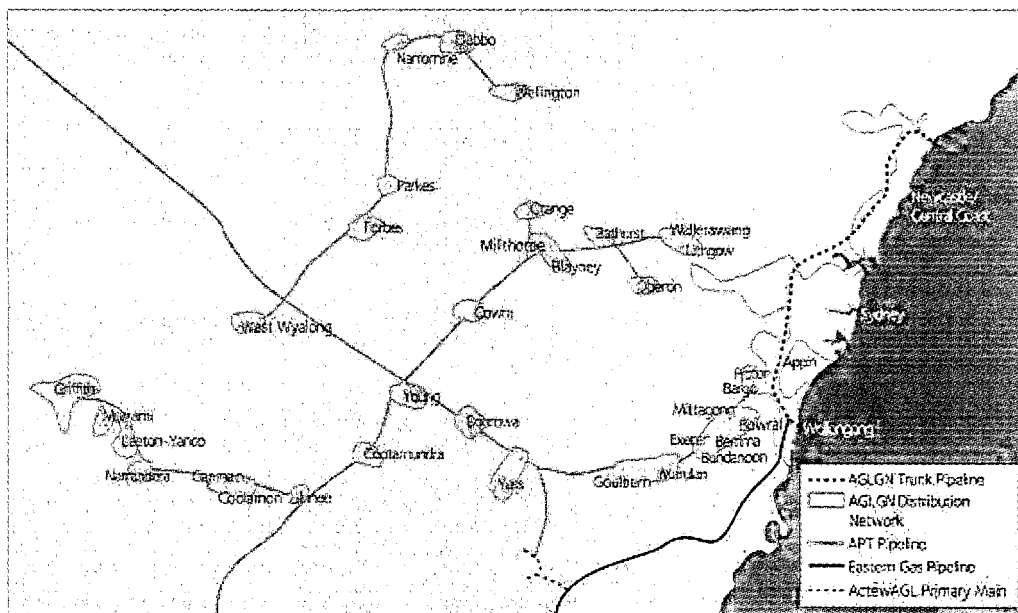 Dubbo
Narromine
Wellington
Parkes
Forbes
Orange
Millthorpe
Blayney
Bathurst
Wallerawang
Lithgow
Oberon
Newcastle/
Central Coast
Cowra
West Wyalong
Sydney
Young
Appin
Picton
Bargo
Griffith
Murrami
Leeton-Yanco
Narrandera
Ganmain
Coolamon
Junee
Cootamundra
Boorowa
Yass
Goulburn
Marulan
Mittagong
Bowral
Exeter
Berrima
Bundanoon
Wollongong
AGLGN Trunk Pipeline
AGLGN Distribution
Network
APT Pipeline
Eastern Gas Pipeline
ActewAGL Primary Main